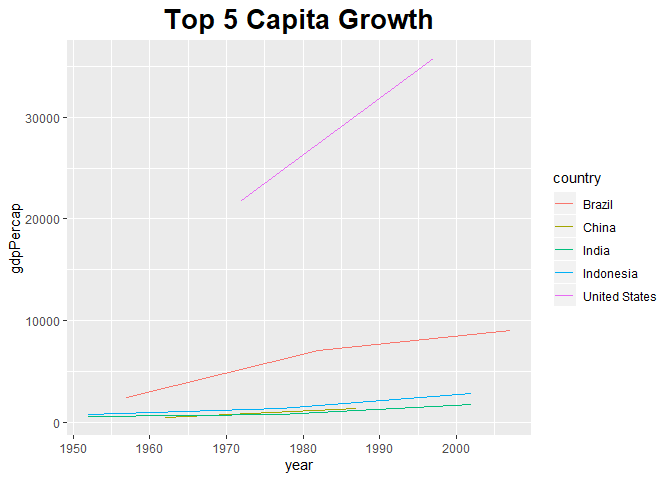 Top 5 Capita Growth
gdpPercap
30000
20000
10000
0
1950
1960
1970
1980
1990
2000
year
country
Brazil
China
India
Indonesia
United States